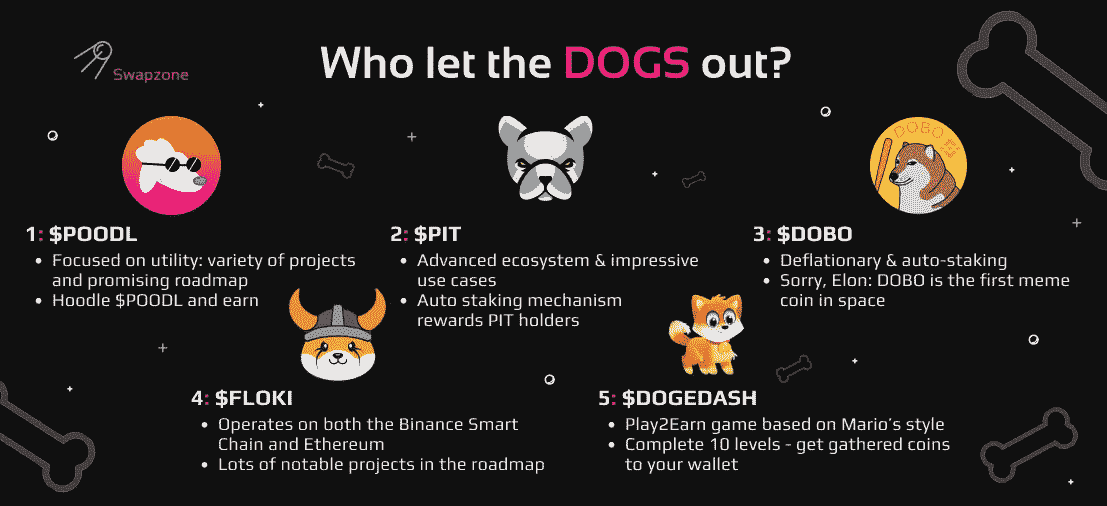 Swapzone
Who let the DOGS out?
DOBO
1: $POODL
• Focused on utility: variety of projects
and promising roadmap
• Hoodle $POODL and earn
2: $PIT
• Advanced ecosystem & impressive
use cases
• Auto staking mechanism
rewards PIT holders
3: $DOBO
• Deflationary & auto-staking
• Sorry, Elon: DOBO is the first meme
coin in space
4: $FLOKI
• Operates on both the Binance Smart
Chain and Ethereum
• Lots of notable projects in the roadmap
5: $DOGEDASH
• Play2Earn game based on Mario's style
• Complete 10 levels - get gathered coins
to your wallet